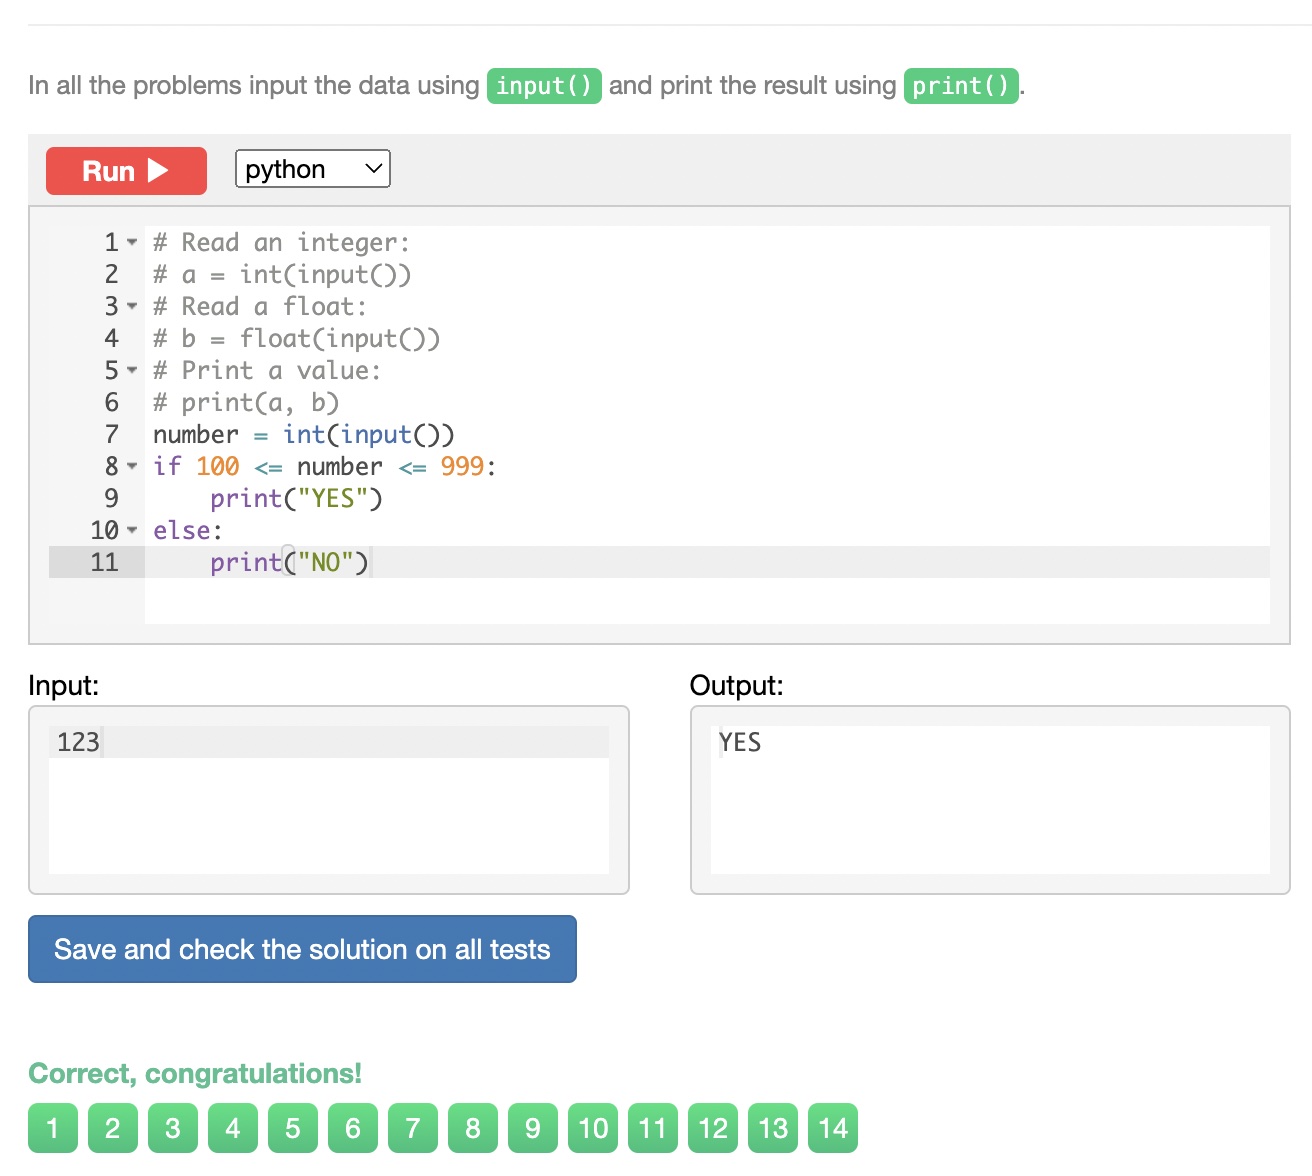 In all the problems input the data using input() and print the result using print().
Run
python
1 # Read an integer:
2 # a = int(input())
3 # Read a float:
4 # b = float(input())
5 # Print a value:
6 # print(a, b)
7 number = int(input())
8 if 100 <= number <= 999:
9     print("YES")
10 else:
11     print("NO")
Input:
Output:
123
YES
Save and check the solution on all tests
Correct, congratulations!
1 2 3 4 5 6 7 8 9 10 11 12 13 14